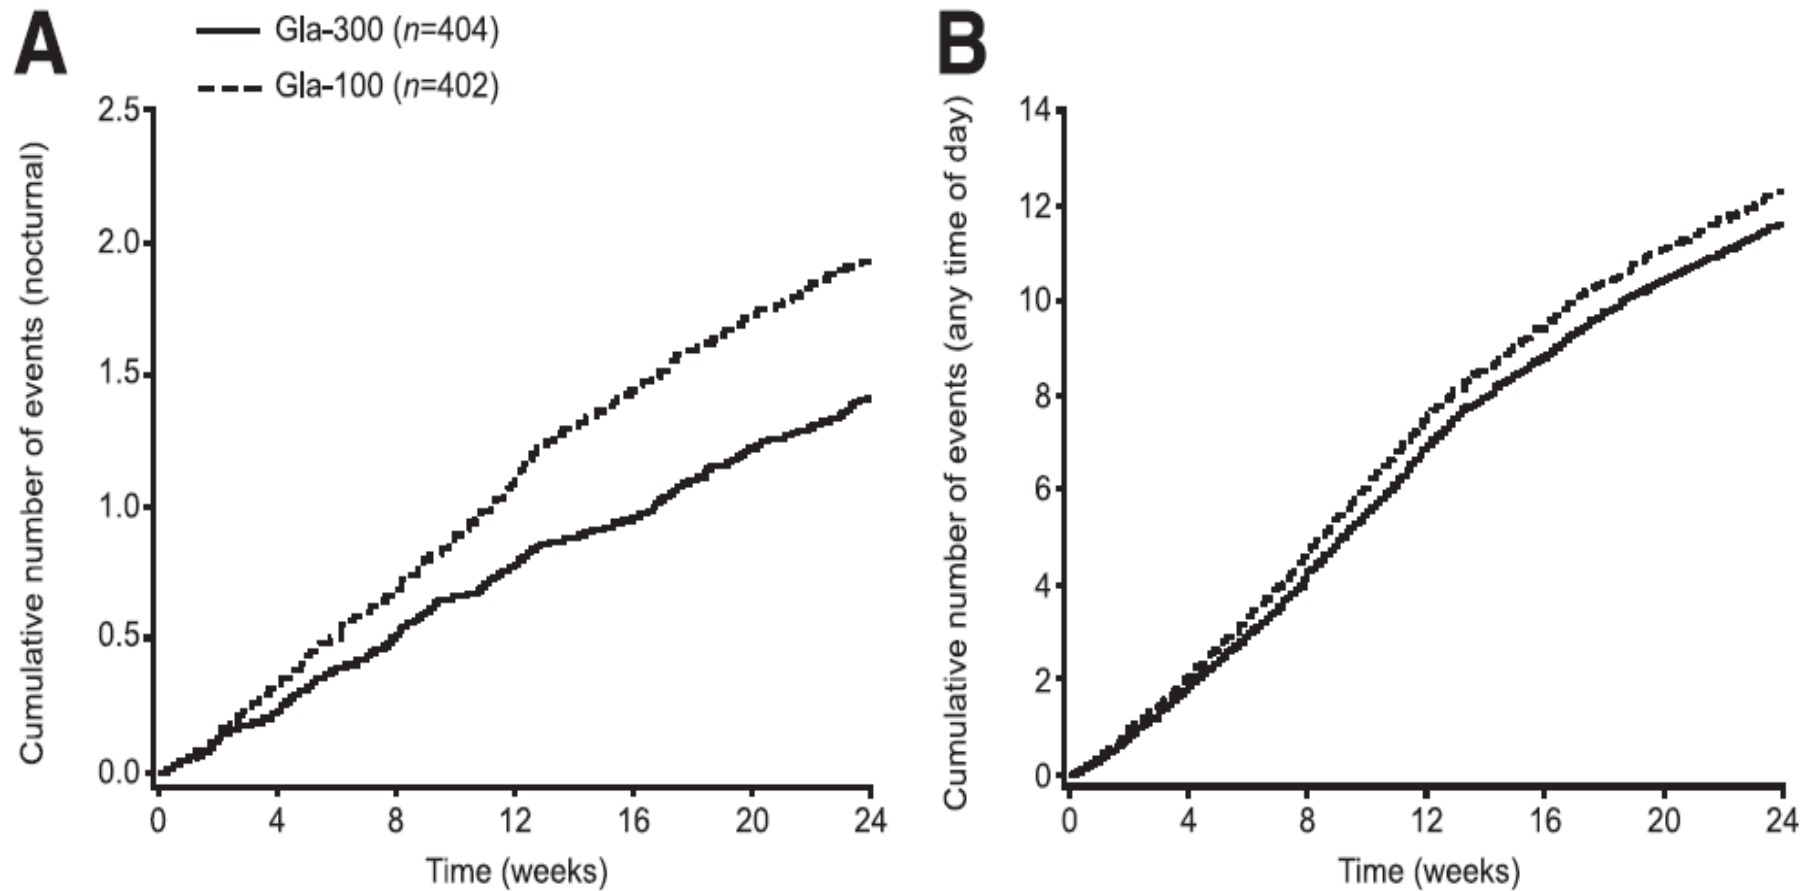 A
Gla-300 (n=404)
Gla-100 (n=402)
Cumulative number of events (nocturnal)
2.5
2.0
1.5
1.0
0.5
0.0
0 4 8 12 16 20 24
Time (weeks)
B
Cumulative number of events (any time of day)
14
12
10
8
6
4
2
0
0 4 8 12 16 20 24
Time (weeks)